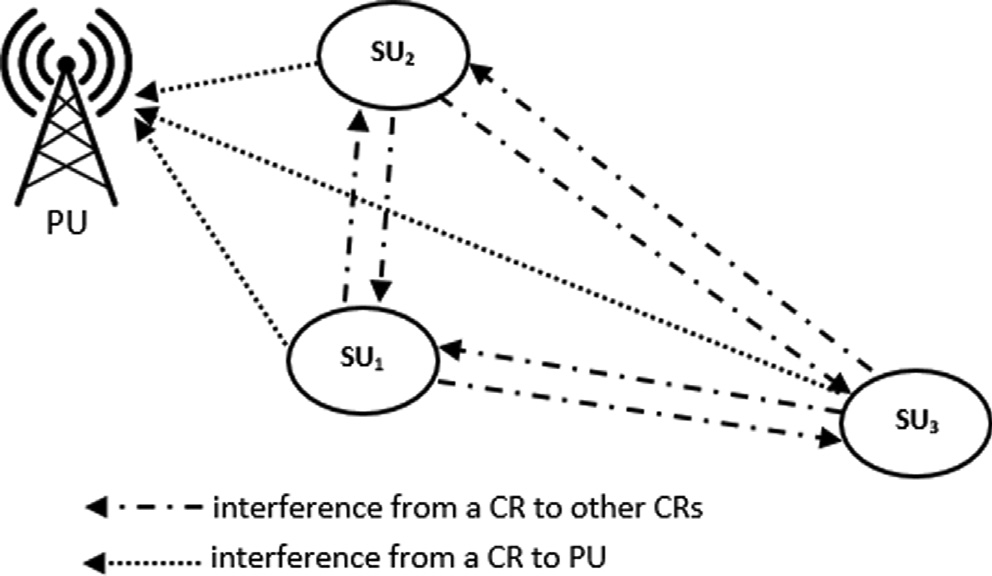 SU₂
PU
SU₁
SU₃
interference from a CR to other CRs
interference from a CR to PU